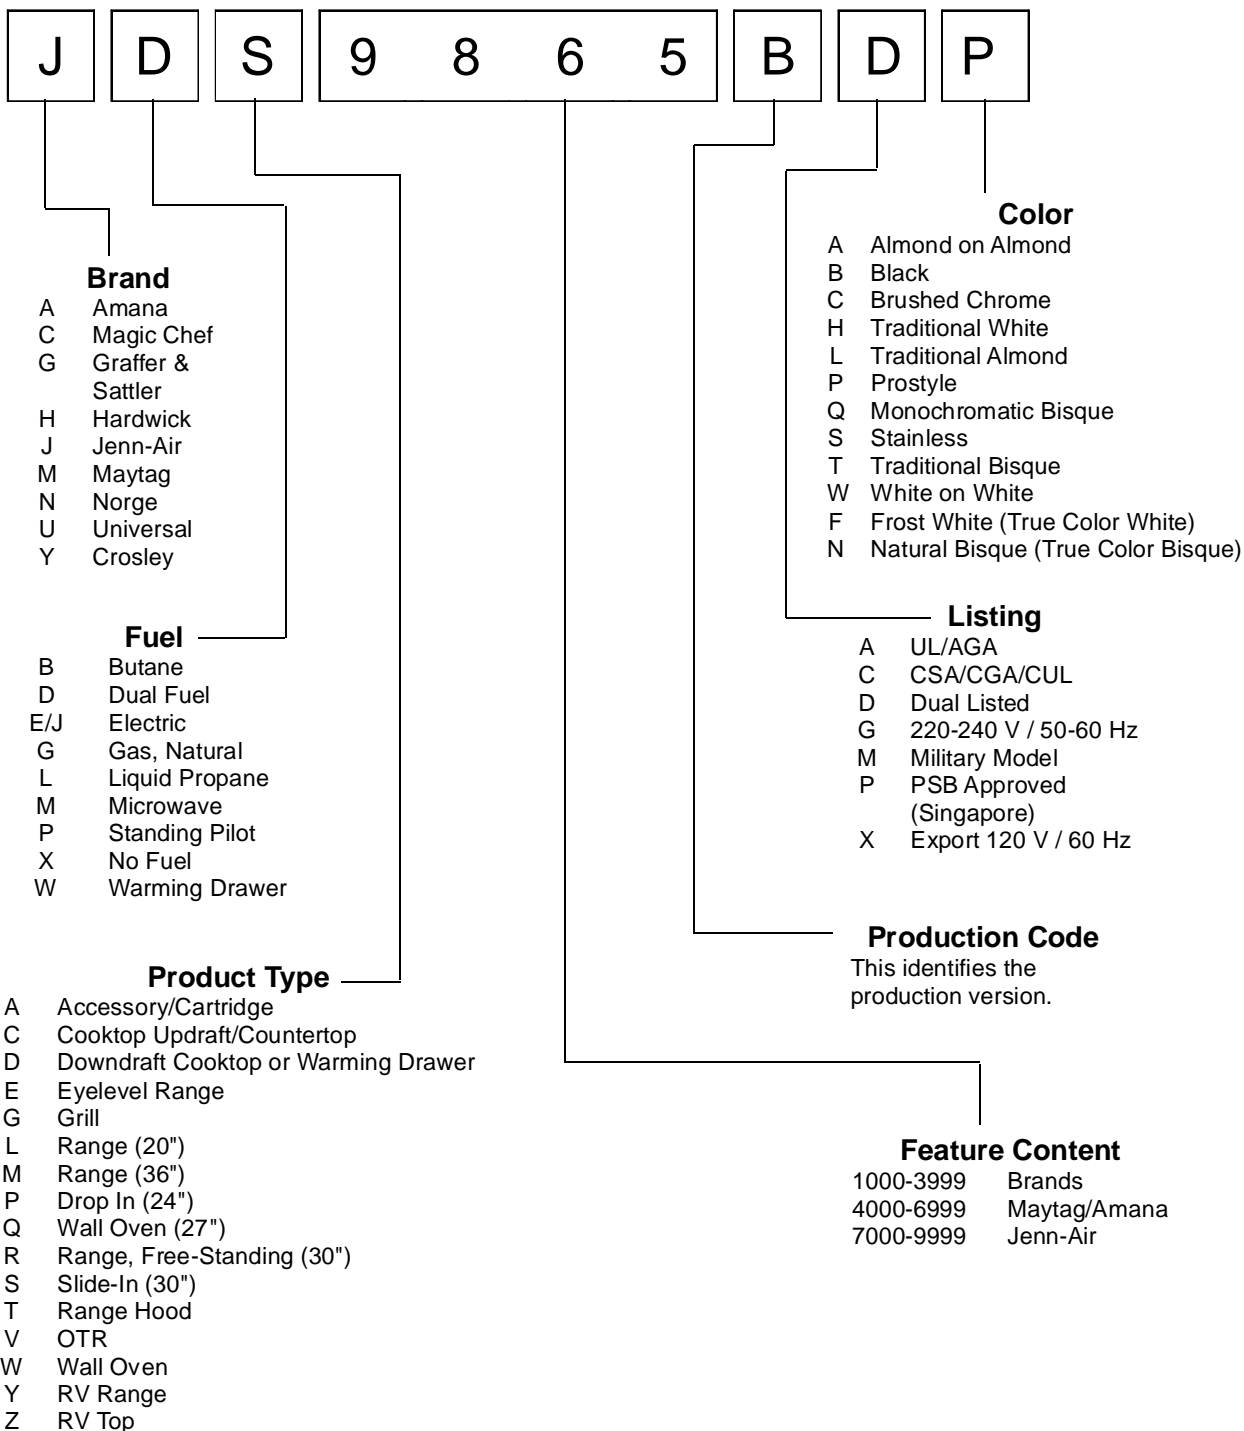 J D S 9 8 6 5 B D P
Brand
A Amana
C Magic Chef
G Graffer &
Sattler
H Hardwick
J Jenn-Air
M Maytag
N Norge
U Universal
Y Crosley
Fuel
B Butane
D Dual Fuel
E/J Electric
G Gas, Natural
L Liquid Propane
M Microwave
P Standing Pilot
X No Fuel
W Warming Drawer
Product Type
A Accessory/Cartridge
C Cooktop Updraft/Countertop
D Downdraft Cooktop or Warming Drawer
E Eyelevel Range
G Grill
L Range (20")
M Range (36")
P Drop In (24")
Q Wall Oven (27")
R Range, Free-Standing (30")
S Slide-In (30")
T Range Hood
V OTR
W Wall Oven
Y RV Range
Z RV Top
Color
A Almond on Almond
B Black
C Brushed Chrome
H Traditional White
L Traditional Almond
P Prostyle
Q Monochromatic Bisque
S Stainless
T Traditional Bisque
W White on White
F Frost White (True Color White)
N Natural Bisque (True Color Bisque)
Listing
A UL/AGA
C CSA/CGA/CUL
D Dual Listed
G 220-240 V / 50-60 Hz
M Military Model
P PSB Approved
(Singapore)
X Export 120 V / 60 Hz
Production Code
This identifies the
production version.
Feature Content
1000-3999 Brands
4000-6999 Maytag/Amana
7000-9999 Jenn-Air